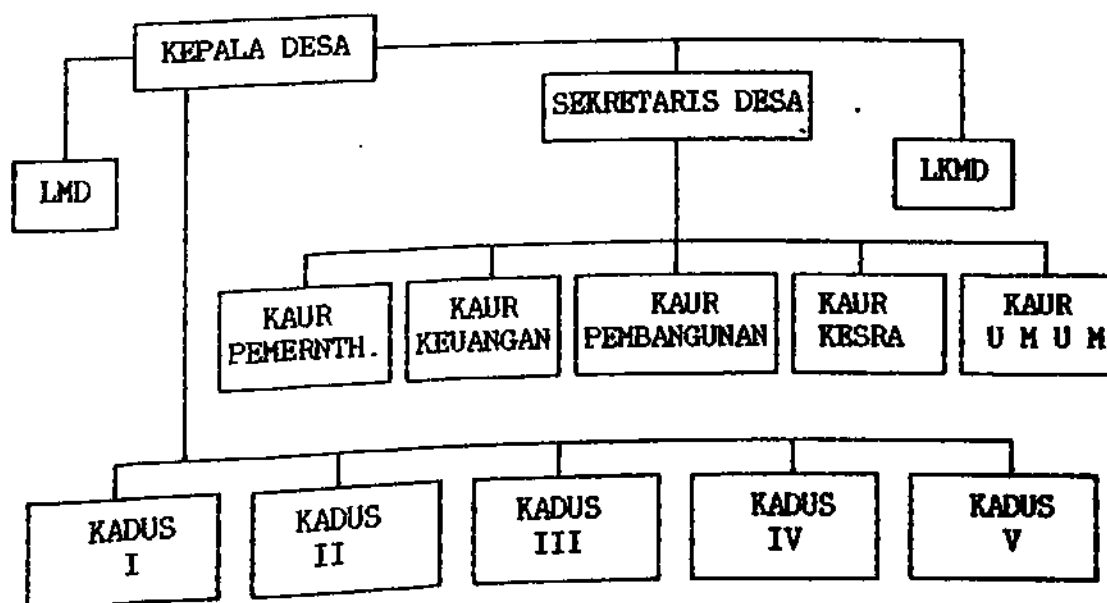 KEPALA DESA
SEKRETARIS DESA
LMD
LKMD
KAUR
PEMERNTH.
KAUR
KEUANGAN
KAUR
PEMBANGUNAN
KAUR
KESRA
KAUR
U M U M
KADUS
I
KADUS
II
KADUS
III
KADUS
IV
KADUS
V